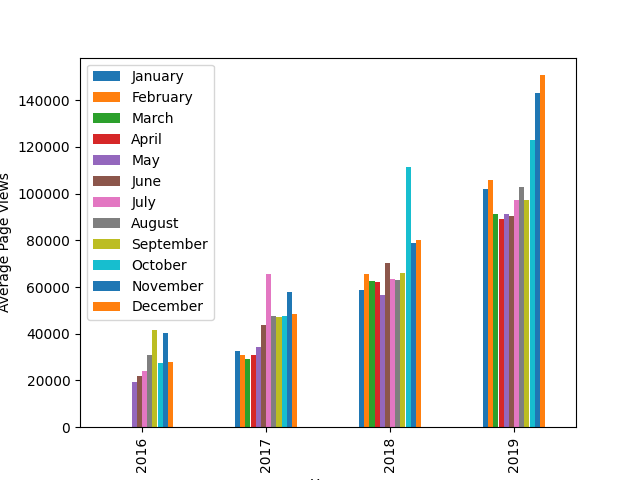 140000
120000
100000
80000
60000
40000
20000
0
Average Page Views
January
February
March
April
May
June
July
August
September
October
November
December
2016
2017
2018
2019